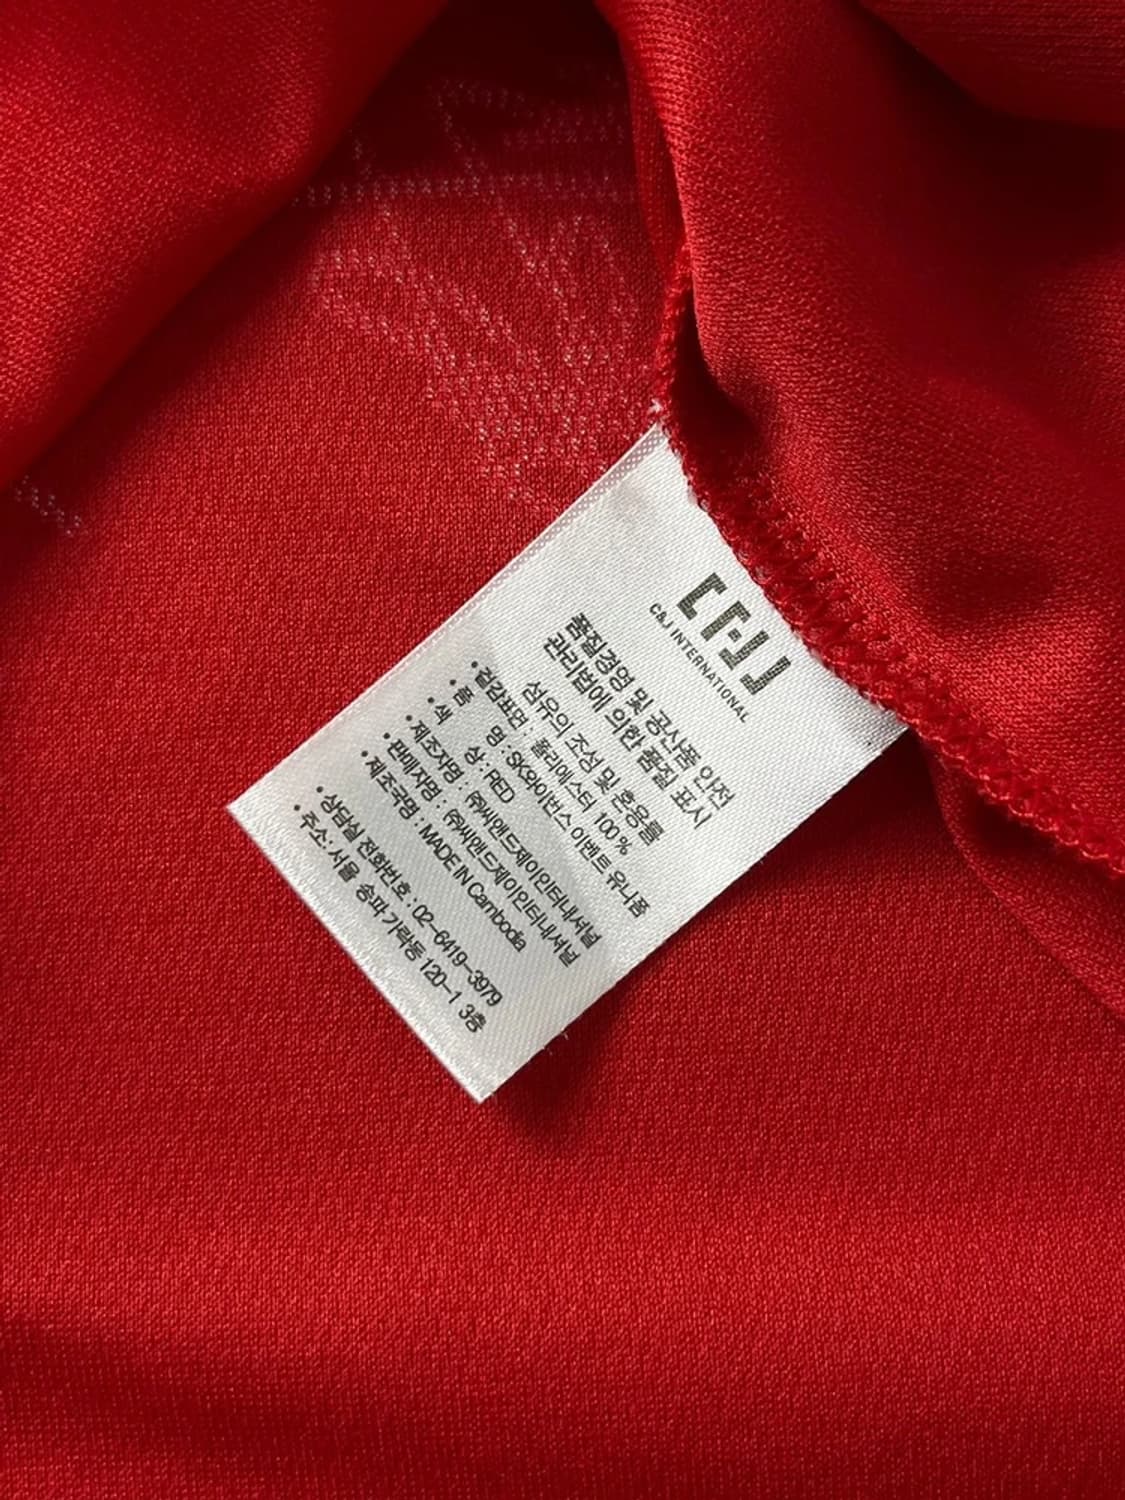 C&J
C&J INTERNATIONAL
품질경영 및 공산품 안전
관리법에 의한 품질 표시
섬유의 조성 및 혼용률
• 겉감표면 : 폴리에스터 100%
• 품 명 : SK와이번스 이벤트 유니폼
• 색 상 : RED
• 제조자명 : ㈜씨앤드제이인터내셔널
• 판매자명 : ㈜씨앤드제이인터내셔널
• 제조국명 : MADE IN Cambodia
• 상담실 전화번호 : 02-6419-3979
• 주소: 서울 송파 가락동 120-1 3층